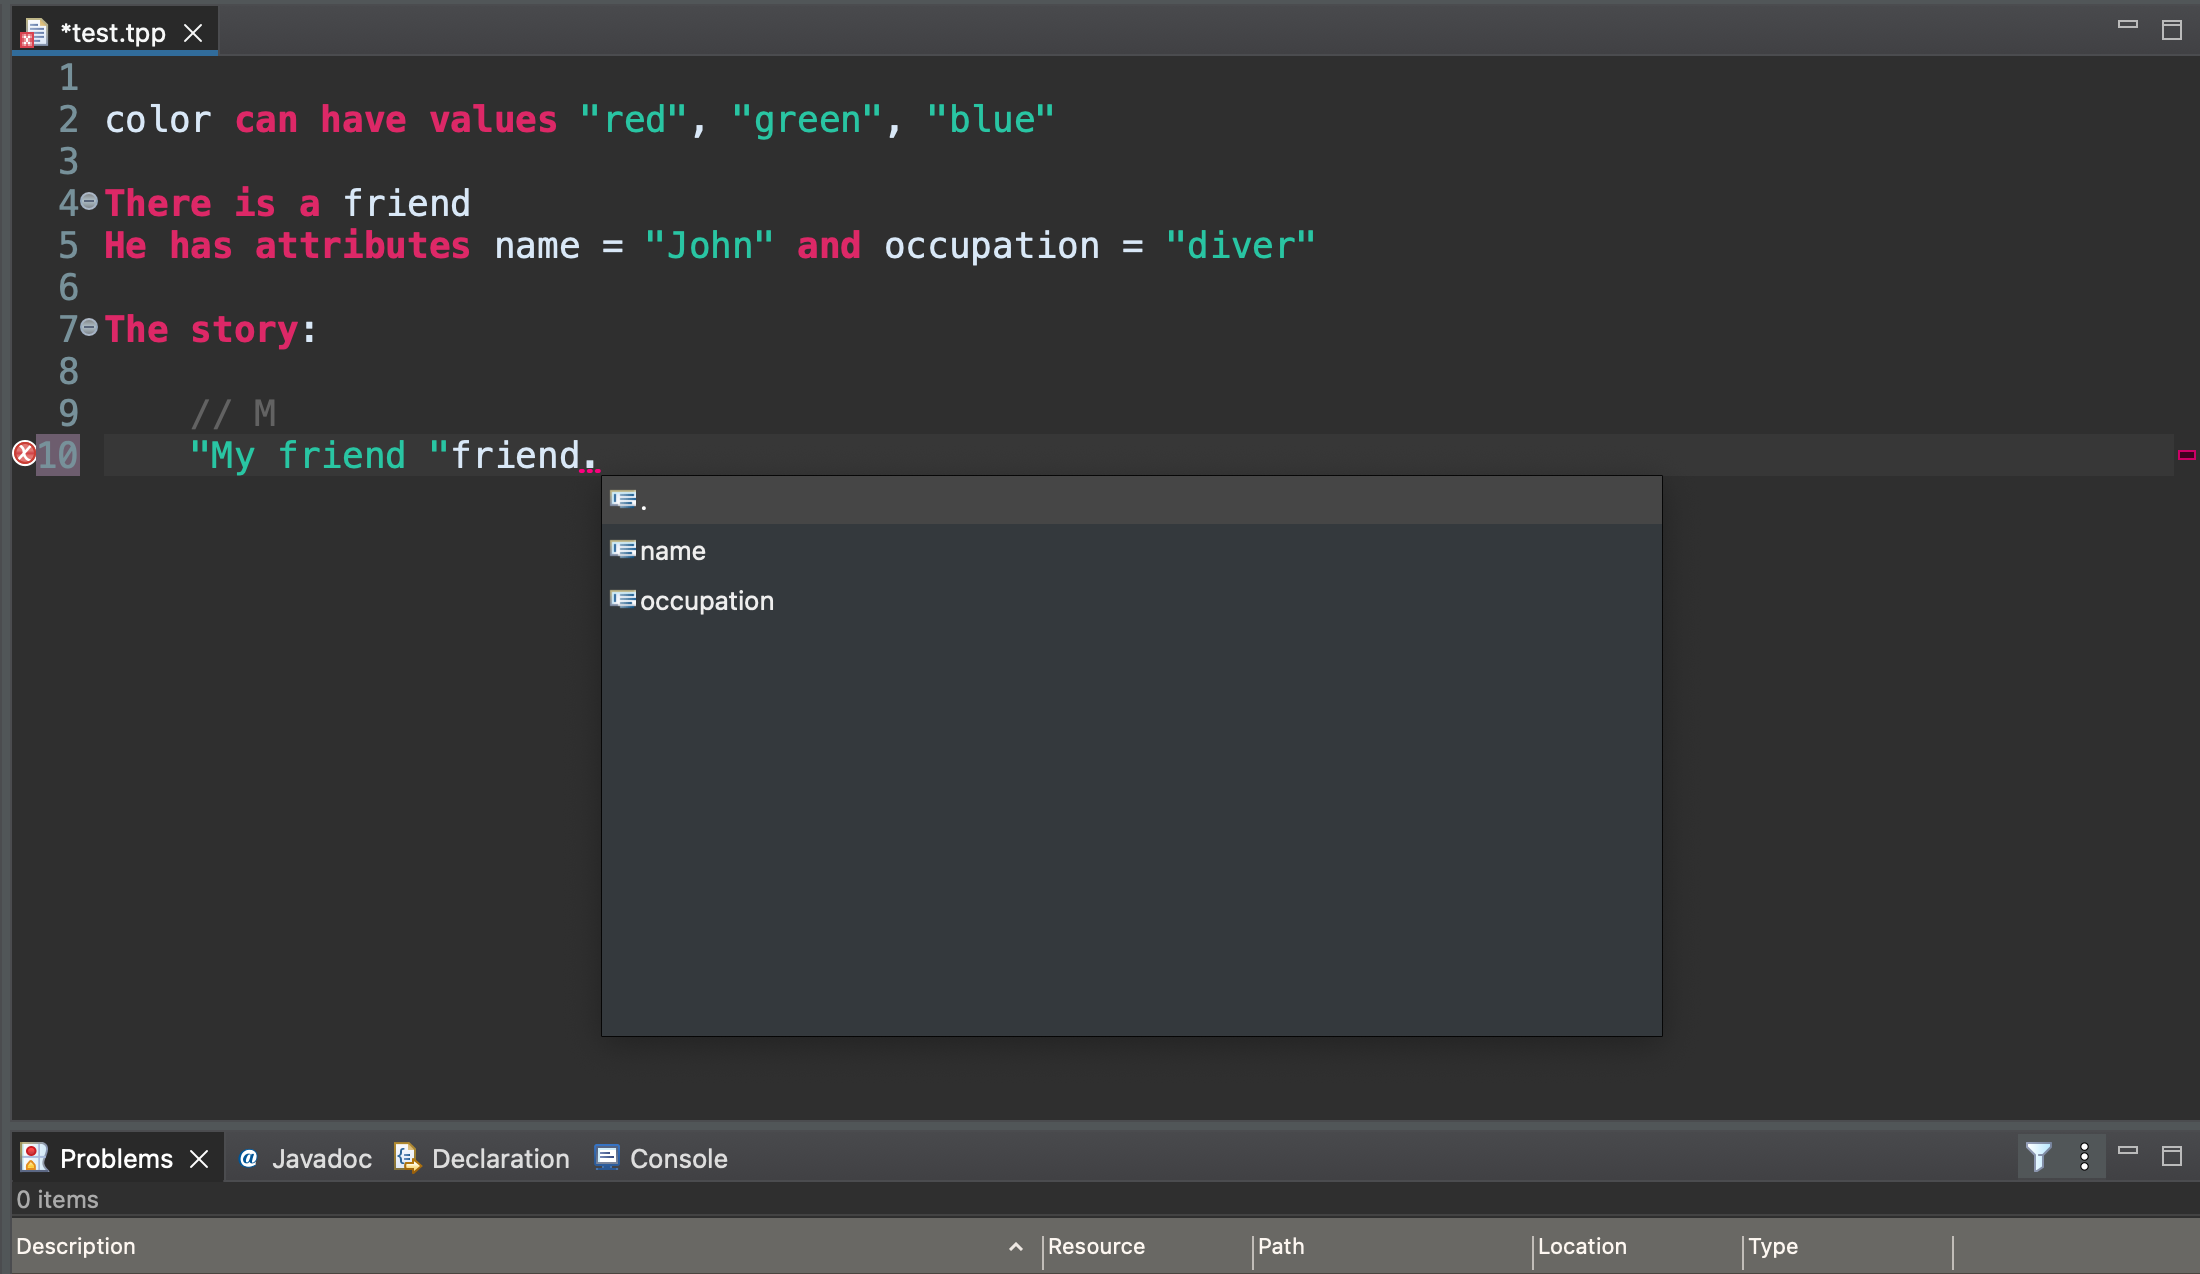 *test.tpp
1
2 color can have values "red", "green", "blue"
3
4 There is a friend
5 He has attributes name = "John" and occupation = "diver"
6
7 The story:
8
9 // M
10 "My friend "friend.
.
name
occupation
Problems @ Javadoc Declaration Console
0 items
Description Resource Path Location Type